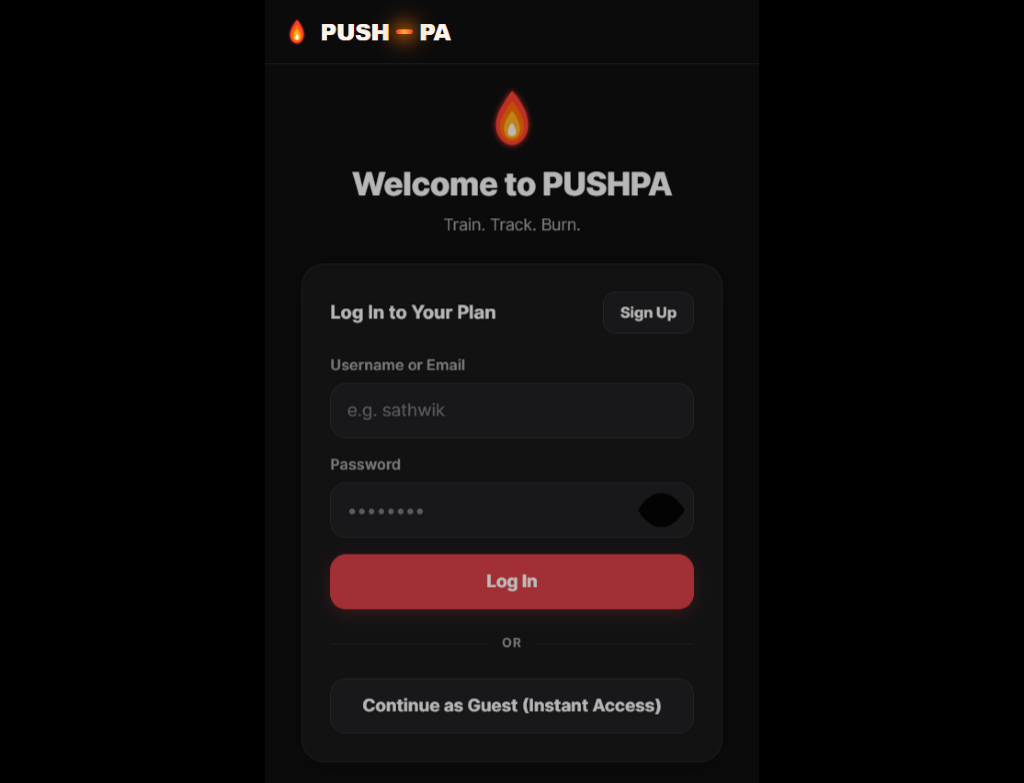 PUSH - PA
Welcome to PUSHPA
Train. Track. Burn.
Log In to Your Plan
Sign Up
Username or Email
e.g. sathwik
Password
••••••••
Log In
OR
Continue as Guest (Instant Access)